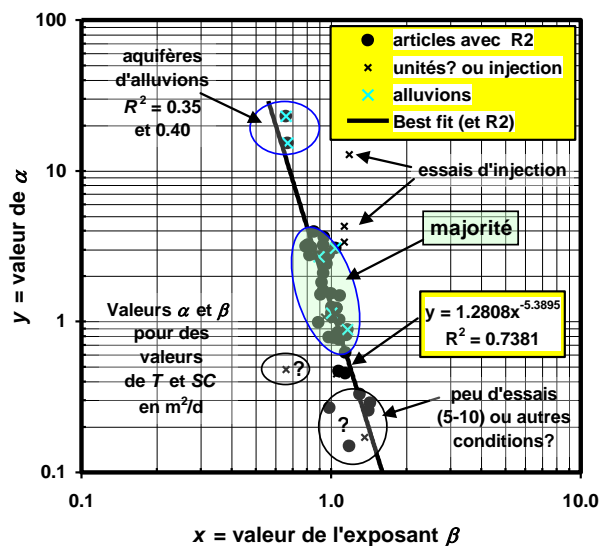 100
10
1
0.1
0.1
1.0
10.0
y = valeur de α
x = valeur de l'exposant β
articles avec R2
unités? ou injection
alluvions
Best fit (et R2)
aquifères
d'alluvions
R² = 0.35
et 0.40
essais d'injection
majorité
Valeurs α et β
pour des
valeurs
de T et SC
en m²/d
y = 1.2808x^-5.3895
R² = 0.7381
?
?
peu d'essais
(5-10) ou autres
conditions?